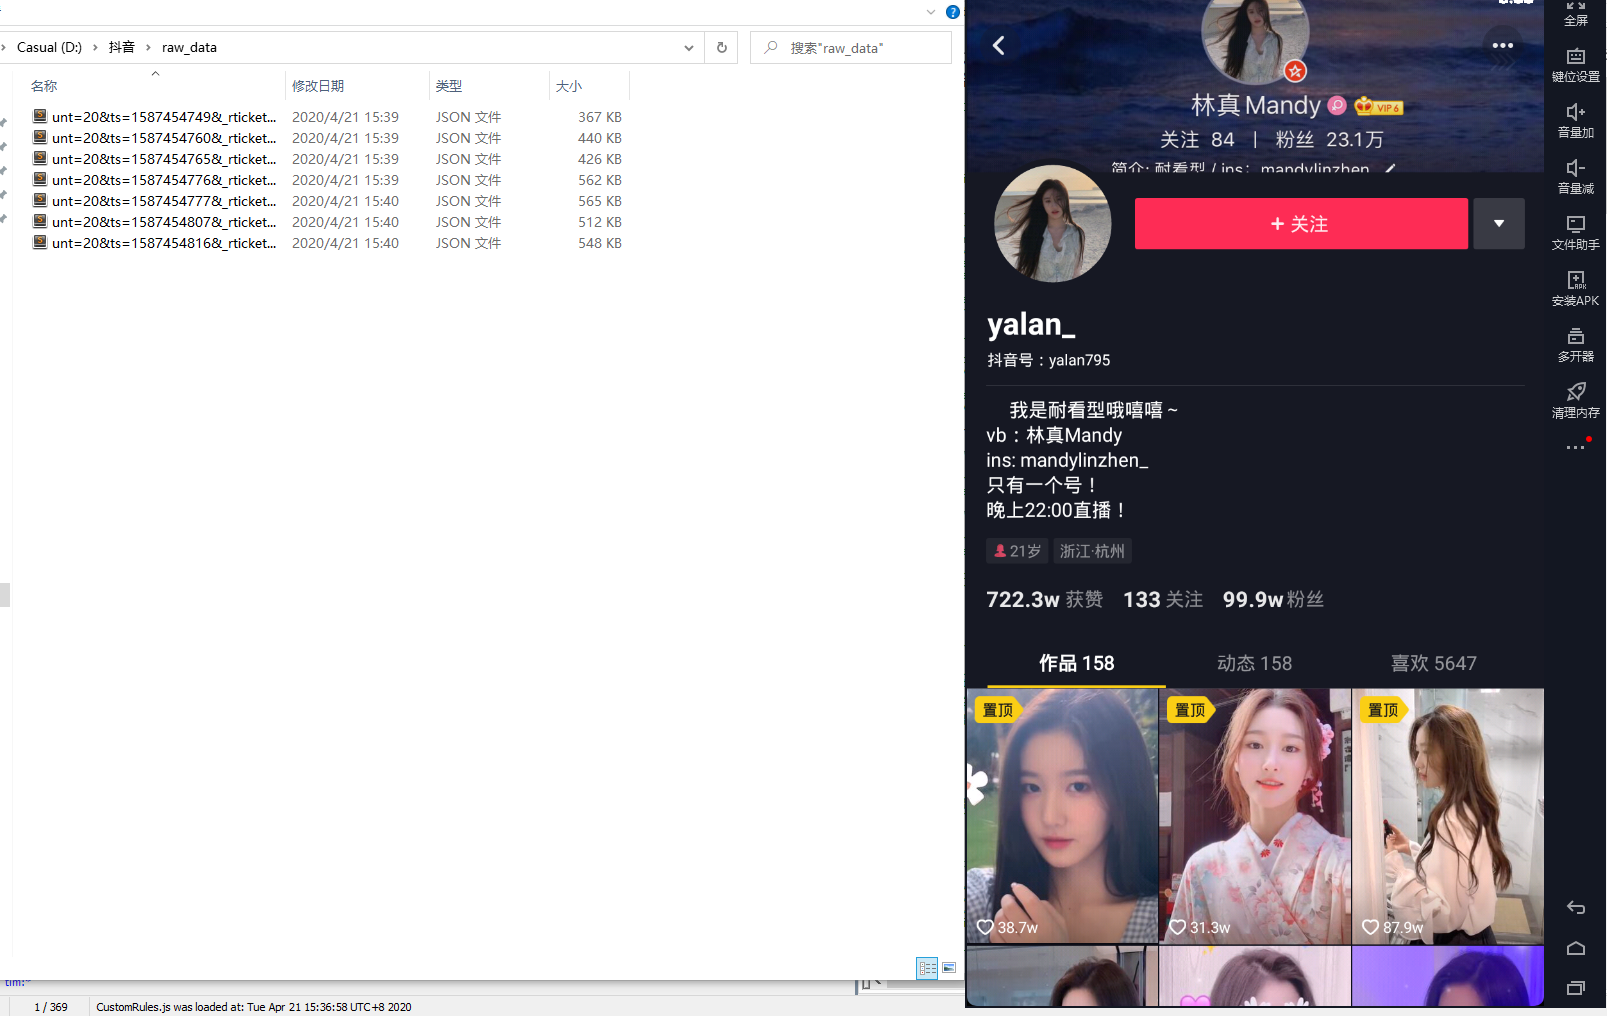 Casual (D:)
抖音
raw_data
搜索"raw_data"
名称
修改日期
类型
大小
unt=20&ts=1587454749&_rticket... 2020/4/21 15:39 JSON 文件 367 KB
unt=20&ts=1587454760&_rticket... 2020/4/21 15:39 JSON 文件 440 KB
unt=20&ts=1587454765&_rticket... 2020/4/21 15:39 JSON 文件 426 KB
unt=20&ts=1587454776&_rticket... 2020/4/21 15:39 JSON 文件 562 KB
unt=20&ts=1587454777&_rticket... 2020/4/21 15:40 JSON 文件 565 KB
unt=20&ts=1587454807&_rticket... 2020/4/21 15:40 JSON 文件 512 KB
unt=20&ts=1587454816&_rticket... 2020/4/21 15:40 JSON 文件 548 KB
1 / 369
CustomRules.js was loaded at: Tue Apr 21 15:36:58 UTC+8 2020
林真Mandy VIP 6
关注 84 | 粉丝 23.1万
简介: 耐看型 / ins: mandylinzhen_
+ 关注
yalan_
抖音号：yalan795
我是耐看型哦嘻嘻～
vb：林真Mandy
ins: mandylinzhen_
只有一个号！
晚上22:00直播！
21岁
浙江·杭州
722.3w 获赞 133 关注 99.9w 粉丝
作品 158
动态 158
喜欢 5647
置顶
置顶
置顶
38.7w
31.3w
87.9w
全屏
键位设置
音量加
音量减
文件助手
安装APK
多开器
清理内存